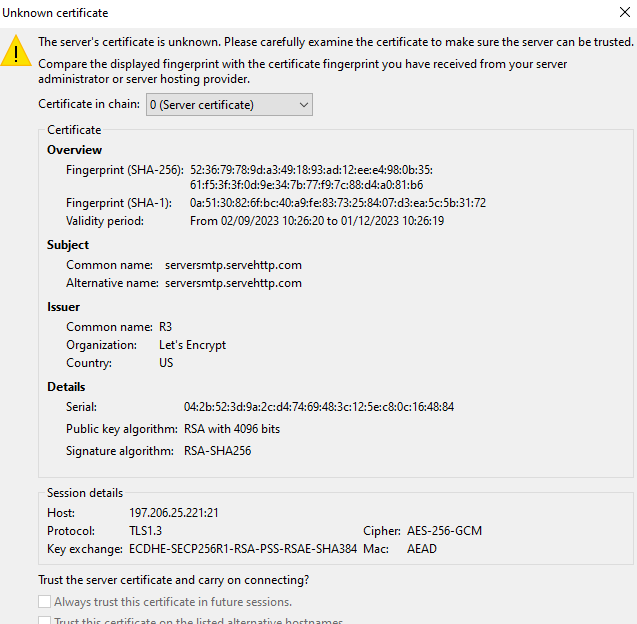 Unknown certificate
The server's certificate is unknown. Please carefully examine the certificate to make sure the server can be trusted.
Compare the displayed fingerprint with the certificate fingerprint you have received from your server
administrator or server hosting provider.
Certificate in chain: 0 (Server certificate)
Certificate
Overview
Fingerprint (SHA-256): 52:36:79:78:9d:a3:49:18:93:ad:12:ee:e4:98:0b:35:
61:f5:3f:3f:0d:9e:34:7b:77:f9:7c:88:d4:a0:81:b6
Fingerprint (SHA-1): 0a:51:30:82:6f:bc:40:a9:fe:83:73:25:84:07:d3:ea:5c:5b:31:72
Validity period: From 02/09/2023 10:26:20 to 01/12/2023 10:26:19
Subject
Common name: serversmtp.servehttp.com
Alternative name: serversmtp.servehttp.com
Issuer
Common name: R3
Organization: Let's Encrypt
Country: US
Details
Serial: 04:2b:52:3d:9a:2c:d4:74:69:48:3c:12:5e:c8:0c:16:48:84
Public key algorithm: RSA with 4096 bits
Signature algorithm: RSA-SHA256
Session details
Host: 197.206.25.221:21
Protocol: TLS1.3 Cipher: AES-256-GCM
Key exchange: ECDHE-SECP256R1-RSA-PSS-RSAE-SHA384 Mac: AEAD
Trust the server certificate and carry on connecting?
Always trust this certificate in future sessions.
Trust this certificate on the listed alternative hostnames.